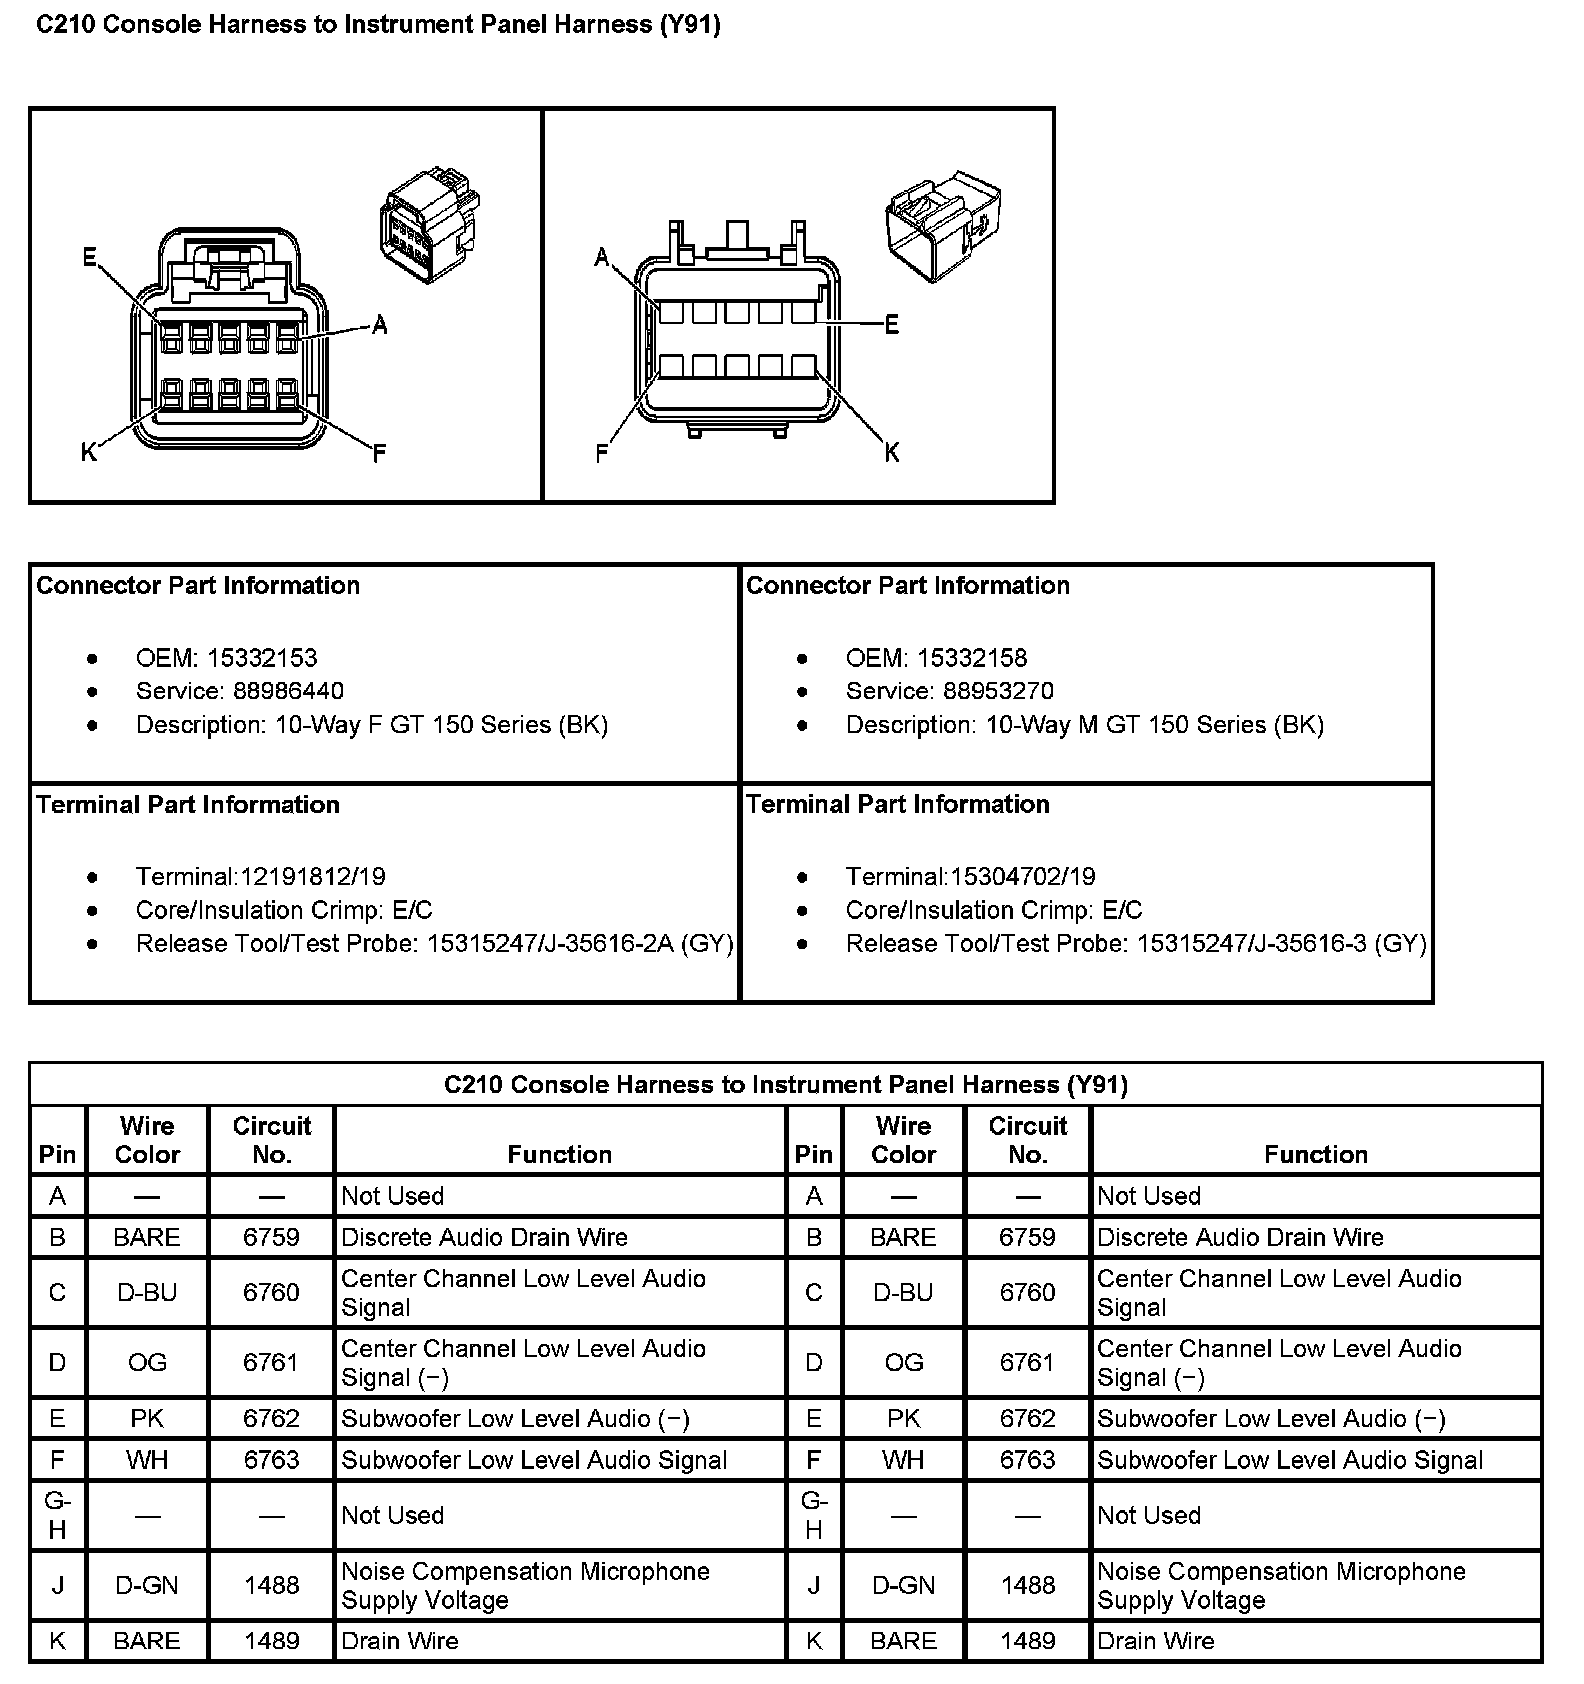 C210 Console Harness to Instrument Panel Harness (Y91)
E
A
K
F
A
E
F
K
Connector Part Information
• OEM: 15332153
• Service: 88986440
• Description: 10-Way F GT 150 Series (BK)
Connector Part Information
• OEM: 15332158
• Service: 88953270
• Description: 10-Way M GT 150 Series (BK)
Terminal Part Information
• Terminal:12191812/19
• Core/Insulation Crimp: E/C
• Release Tool/Test Probe: 15315247/J-35616-2A (GY)
Terminal Part Information
• Terminal:15304702/19
• Core/Insulation Crimp: E/C
• Release Tool/Test Probe: 15315247/J-35616-3 (GY)
C210 Console Harness to Instrument Panel Harness (Y91)
Pin Wire Color Circuit No. Function Pin Wire Color Circuit No. Function
A — — Not Used A — — Not Used
B BARE 6759 Discrete Audio Drain Wire B BARE 6759 Discrete Audio Drain Wire
C D-BU 6760 Center Channel Low Level Audio Signal C D-BU 6760 Center Channel Low Level Audio Signal
D OG 6761 Center Channel Low Level Audio Signal (−) D OG 6761 Center Channel Low Level Audio Signal (−)
E PK 6762 Subwoofer Low Level Audio (−) E PK 6762 Subwoofer Low Level Audio (−)
F WH 6763 Subwoofer Low Level Audio Signal F WH 6763 Subwoofer Low Level Audio Signal
G-H — — Not Used G-H — — Not Used
J D-GN 1488 Noise Compensation Microphone Supply Voltage J D-GN 1488 Noise Compensation Microphone Supply Voltage
K BARE 1489 Drain Wire K BARE 1489 Drain Wire